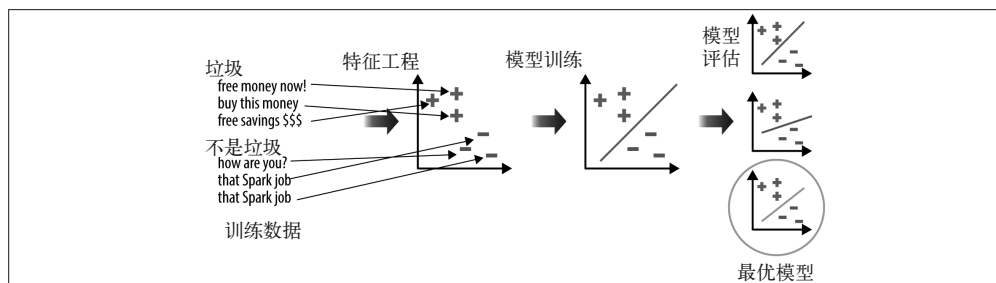 垃圾
free money now!
buy this money
free savings $$$
不是垃圾
how are you?
that Spark job
that Spark job
训练数据
特征工程
模型训练
模型
评估
最优模型